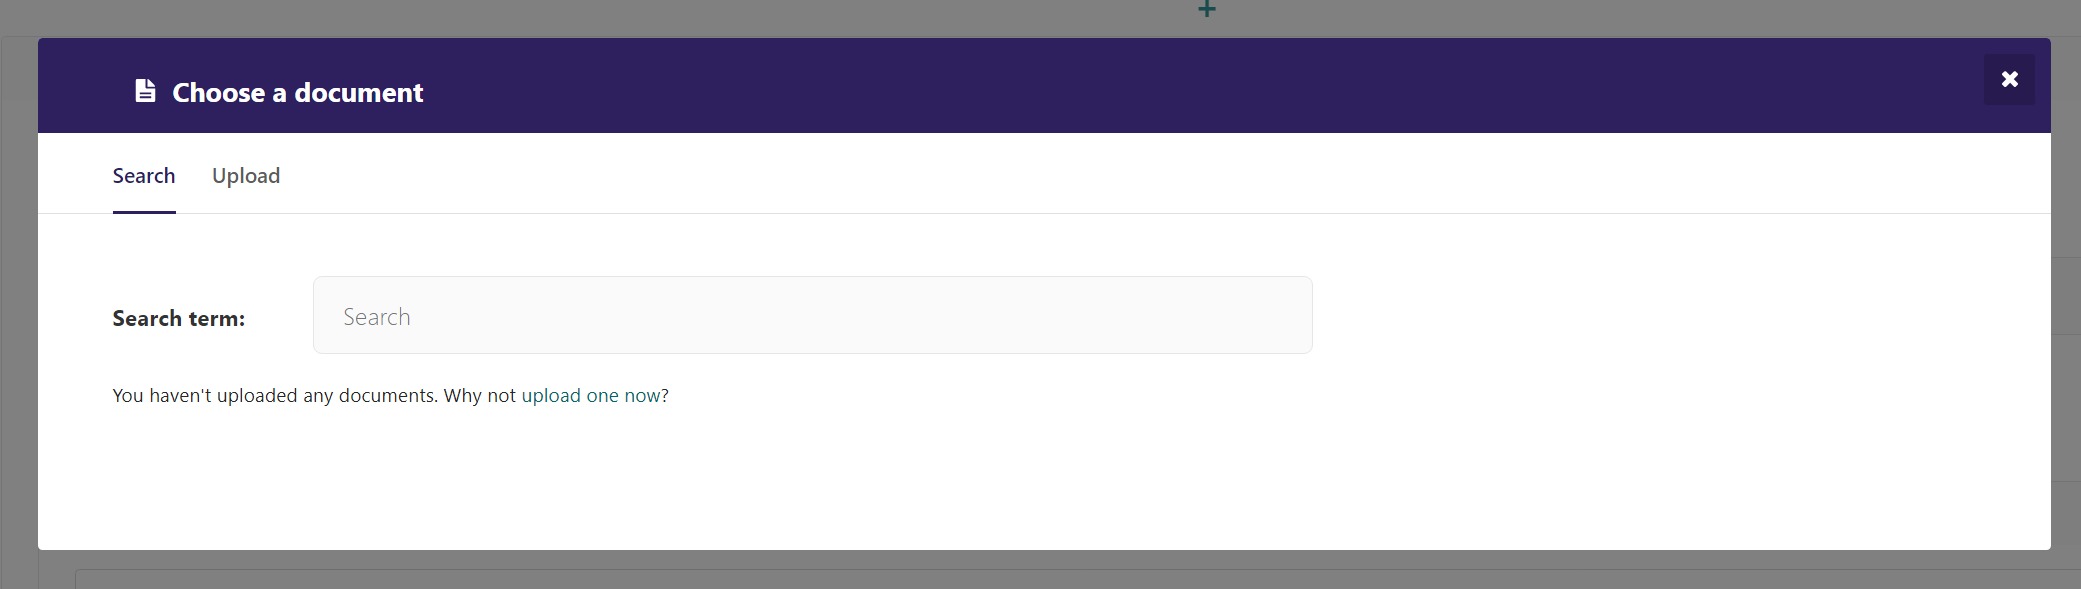 Choose a document
Search Upload
Search term: Search
You haven't uploaded any documents. Why not upload one now?